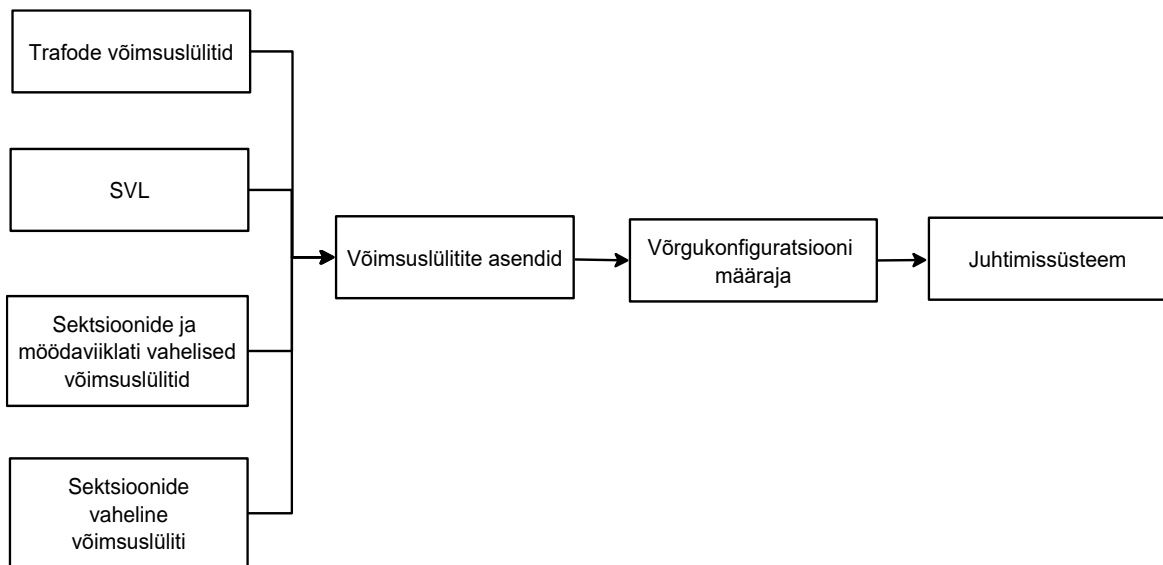 Trafode võimsuslülitid
SVL
Sektsioonide ja
möödaviiklati vahelised
võimsuslülitid
Sektsioonide
vaheline
võimsuslüliti
Võimsuslülitite asendid
Võrgukonfiguratsiooni
määraja
Juhtimissüsteem